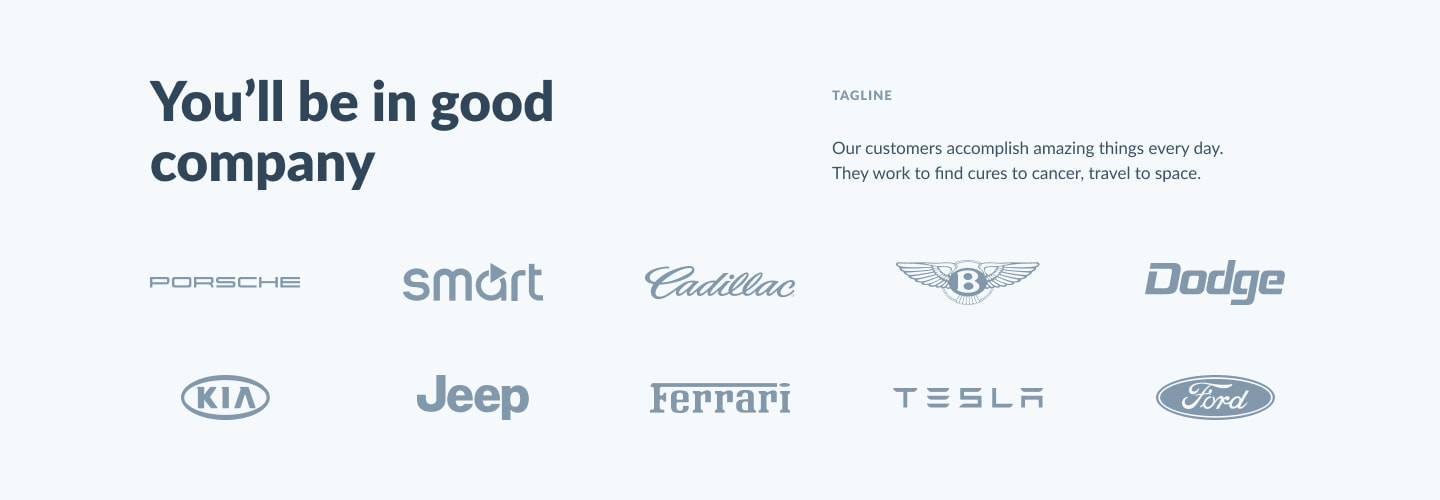 You’ll be in good
company
TAGLINE
Our customers accomplish amazing things every day.
They work to find cures to cancer, travel to space.
PORSCHE
smart
Cadillac
B
Dodge
KIA
Jeep
Ferrari
TESLA
Ford